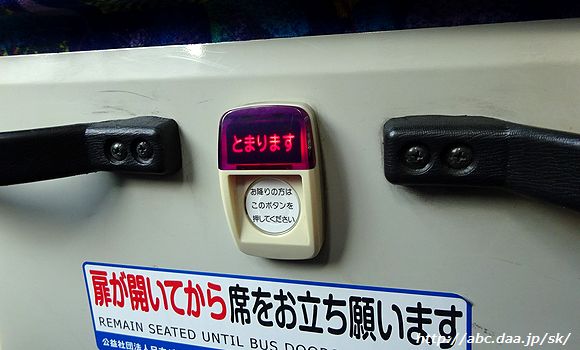 とまります
お降りの方は
このボタンを
押してください
扉が開いてから席をお立ち願います
REMAIN SEATED UNTIL BUS
公益社団法人
http://abc.daa.jp/sk/